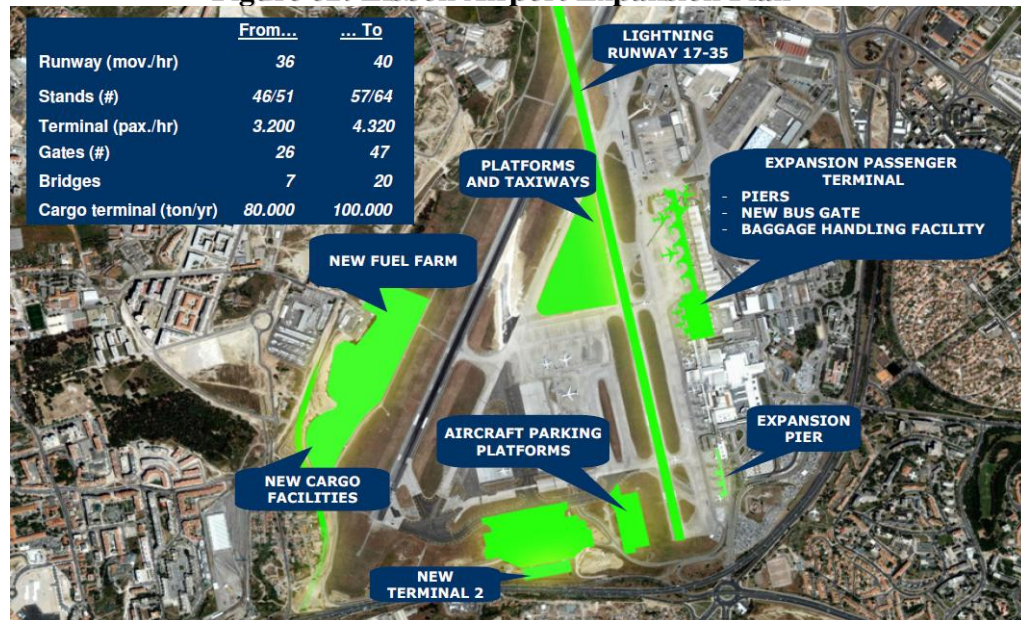 From... ... To
Runway (mov./hr) 36 40
Stands (#) 46/51 57/64
Terminal (pax./hr) 3.200 4.320
Gates (#) 26 47
Bridges 7 20
Cargo terminal (ton/yr) 80.000 100.000
LIGHTNING
RUNWAY 17-35
PLATFORMS
AND TAXIWAYS
EXPANSION PASSENGER
TERMINAL
- PIERS
- NEW BUS GATE
- BAGGAGE HANDLING FACILITY
NEW FUEL FARM
AIRCRAFT PARKING
PLATFORMS
EXPANSION
PIER
NEW CARGO
FACILITIES
NEW
TERMINAL 2